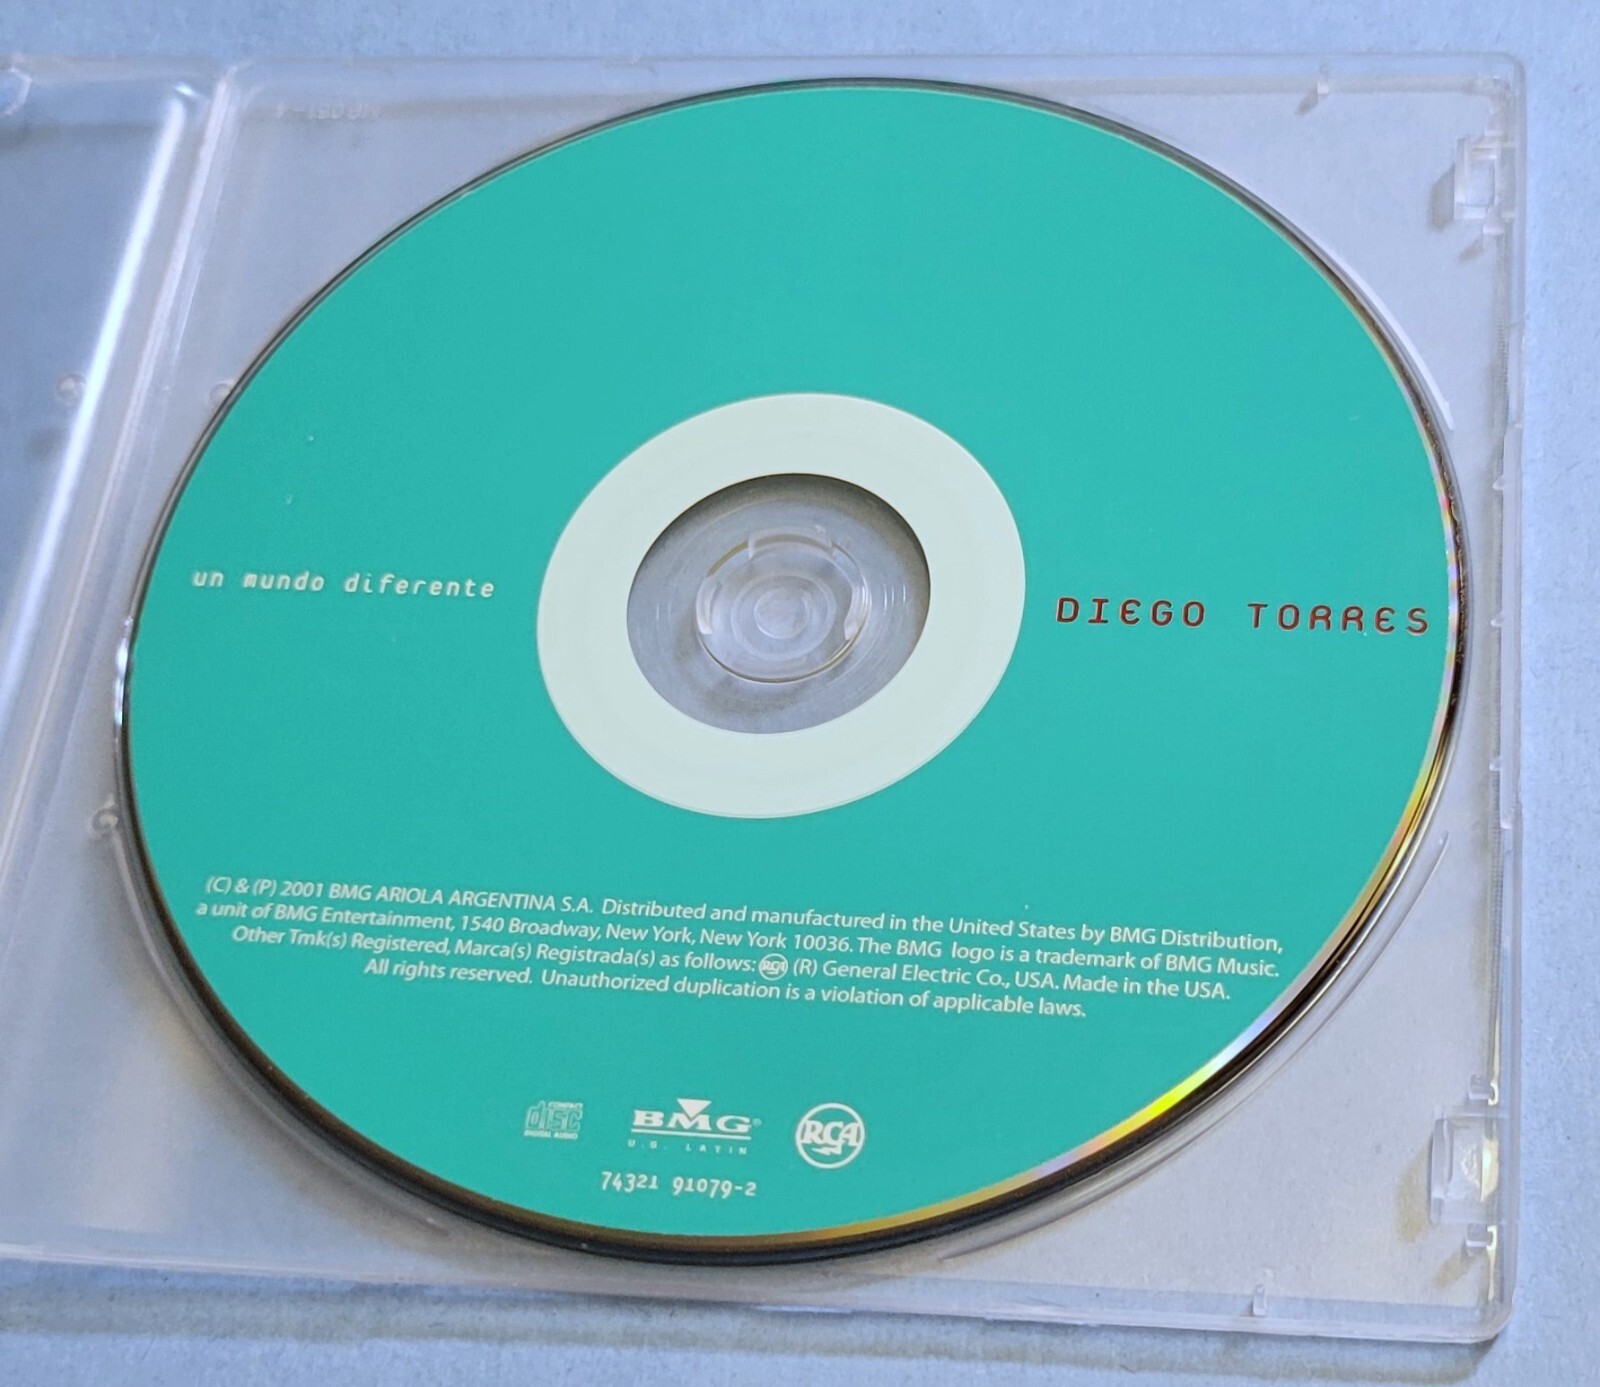 un mundo diferente
DIEGO TORRES
(C) & (P) 2001 BMG ARIOLA ARGENTINA S.A. Distributed and manufactured in the United States by BMG Distribution,
a unit of BMG Entertainment, 1540 Broadway, New York, New York 10036. The BMG logo is a trademark of BMG Music.
Other Tmk(s) Registered, Marca(s) Registrada(s) as follows: RCA (R) General Electric Co., USA. Made in the USA.
All rights reserved. Unauthorized duplication is a violation of applicable laws.
COMPACT
disc
DIGITAL AUDIO
BMG®
U.S. LATIN
RCA
74321 91079-2